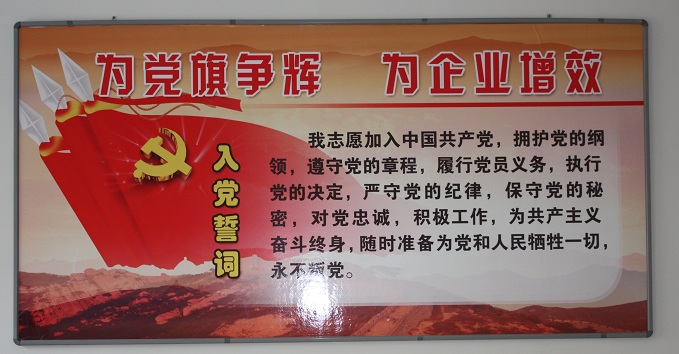 为党旗争辉 为企业增效
入党誓词
我志愿加入中国共产党，拥护党的纲
领，遵守党的章程，履行党员义务，执行
党的决定，严守党的纪律，保守党的秘
密，对党忠诚，积极工作，为共产主义
奋斗终身，随时准备为党和人民牺牲一切，
永不叛党。